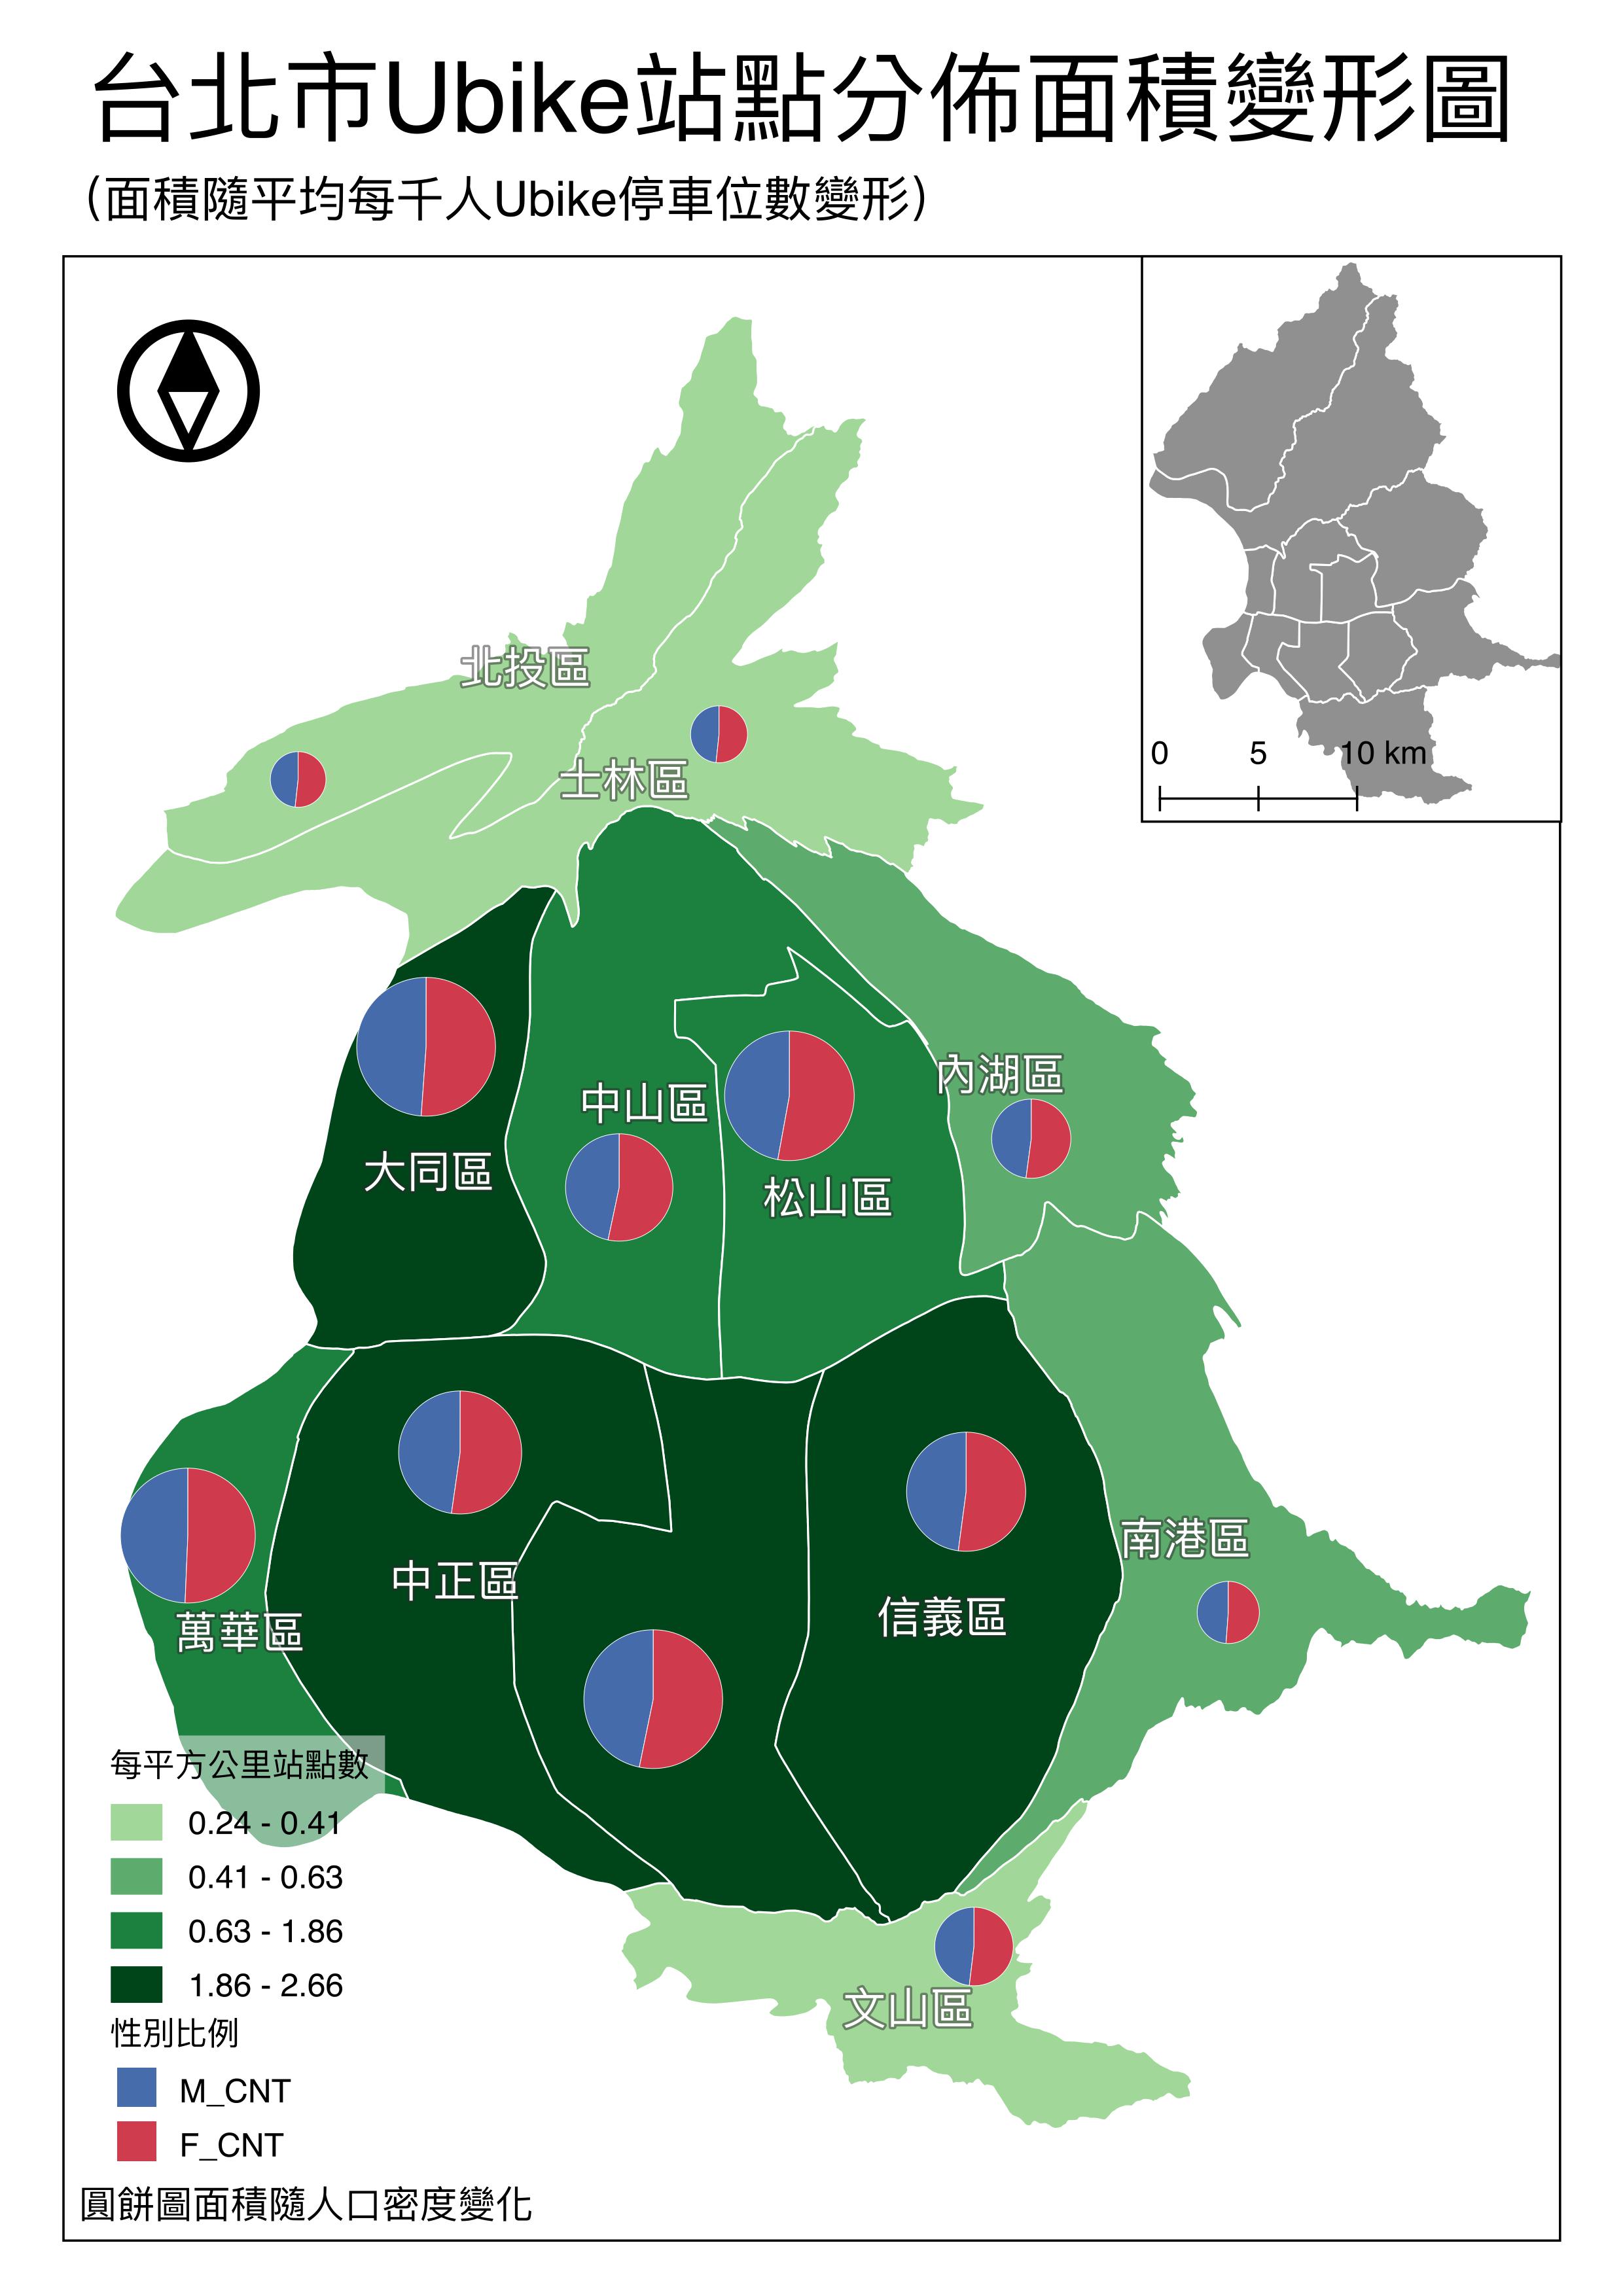 台北市Ubike站點分佈面積變形圖
(面積隨平均每千人Ubike停車位數變形)
0 5 10 km
北投區
士林區
內湖區
中山區
大同區
松山區
南港區
中正區
信義區
萬華區
文山區
每平方公里站點數
0.24 - 0.41
0.41 - 0.63
0.63 - 1.86
1.86 - 2.66
性別比例
M_CNT
F_CNT
圓餅圖面積隨人口密度變化